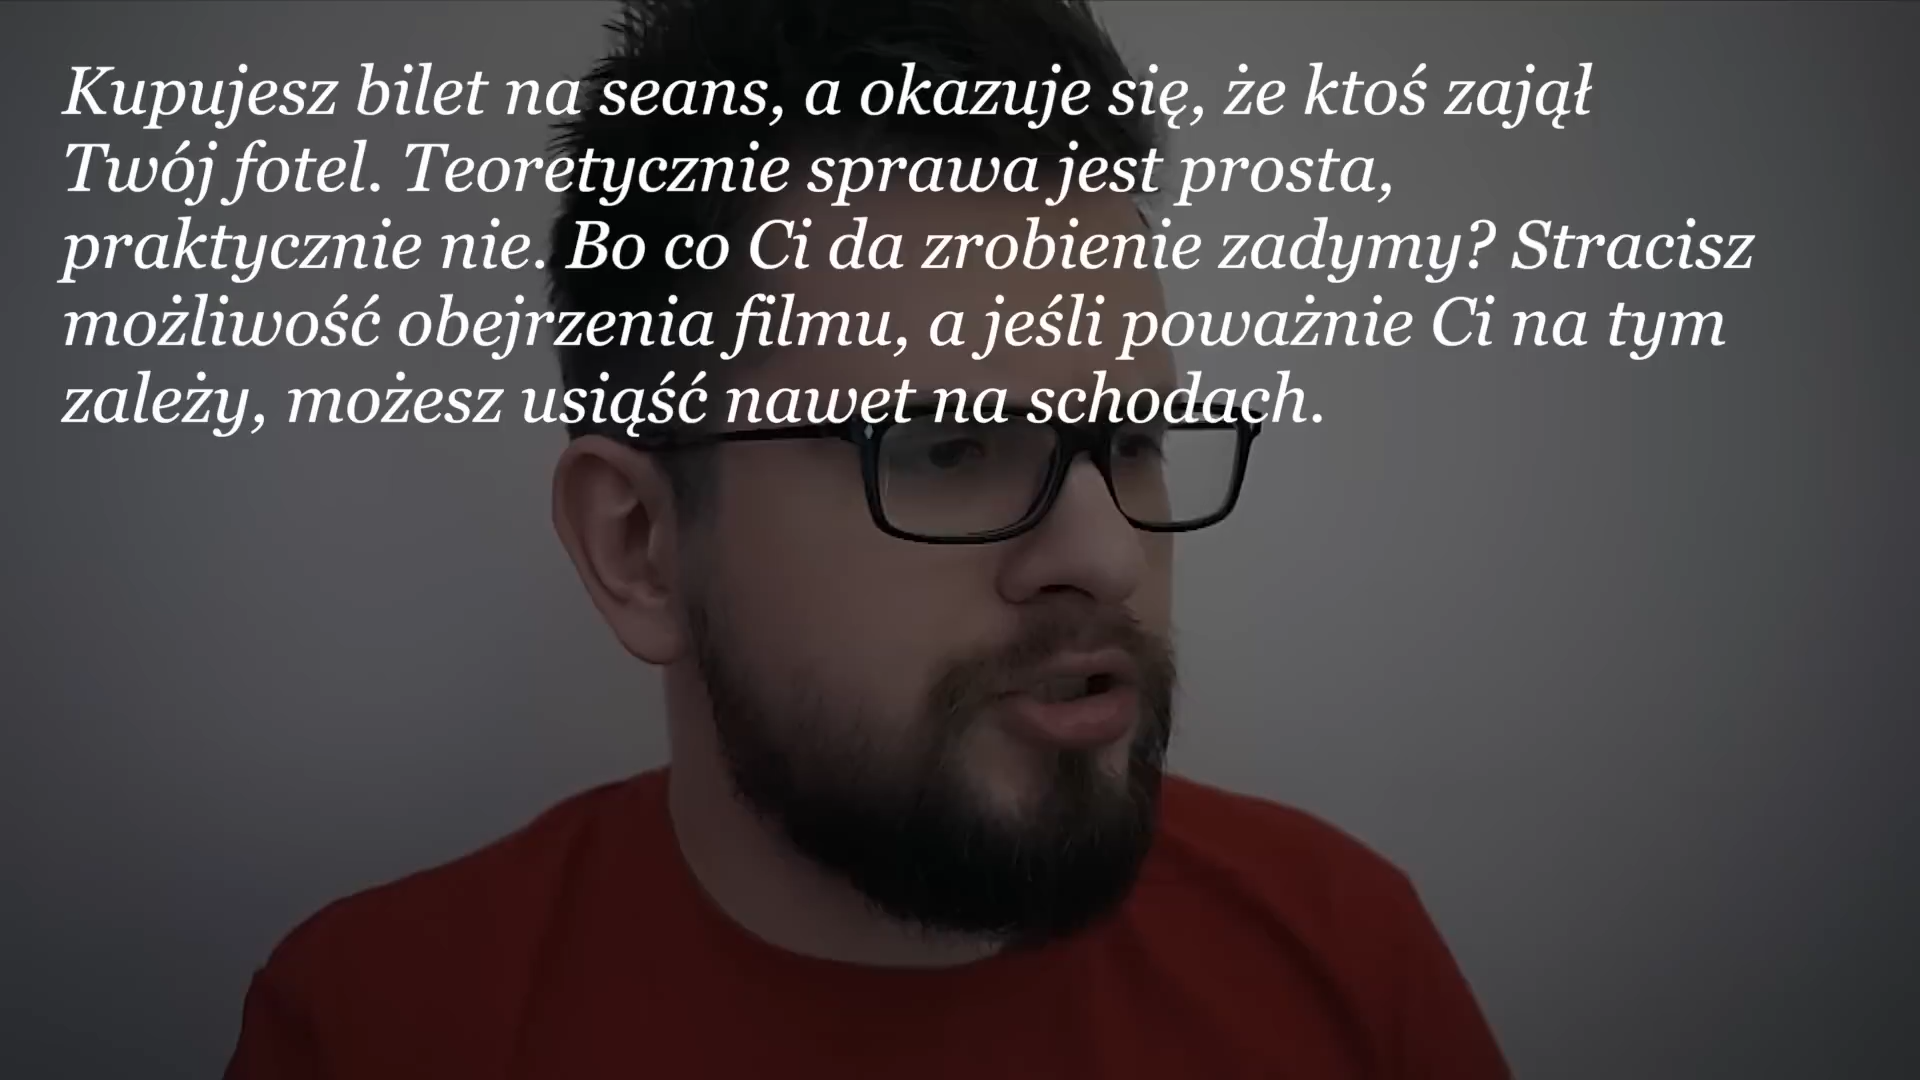 Kupujesz bilet na seans, a okazuje się, że ktoś zajął
Twój fotel. Teoretycznie sprawa jest prosta,
praktycznie nie. Bo co Ci da zrobienie zadymy? Stracisz
możliwość obejrzenia filmu, a jeśli poważnie Ci na tym
zależy, możesz usiąść nawet na schodach.